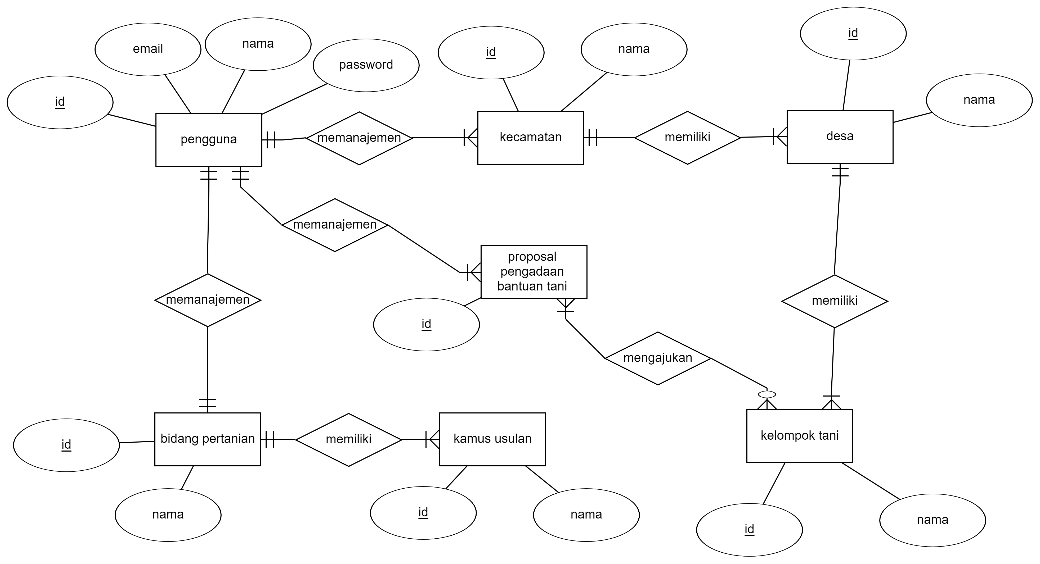 id
email
nama
password
pengguna
memanajemen
id
nama
kecamatan
memiliki
id
nama
desa
memanajemen
proposal
pengadaan
bantuan tani
id
memanajemen
memiliki
mengajukan
id
bidang pertanian
nama
memiliki
kamus usulan
id
nama
kelompok tani
id
nama